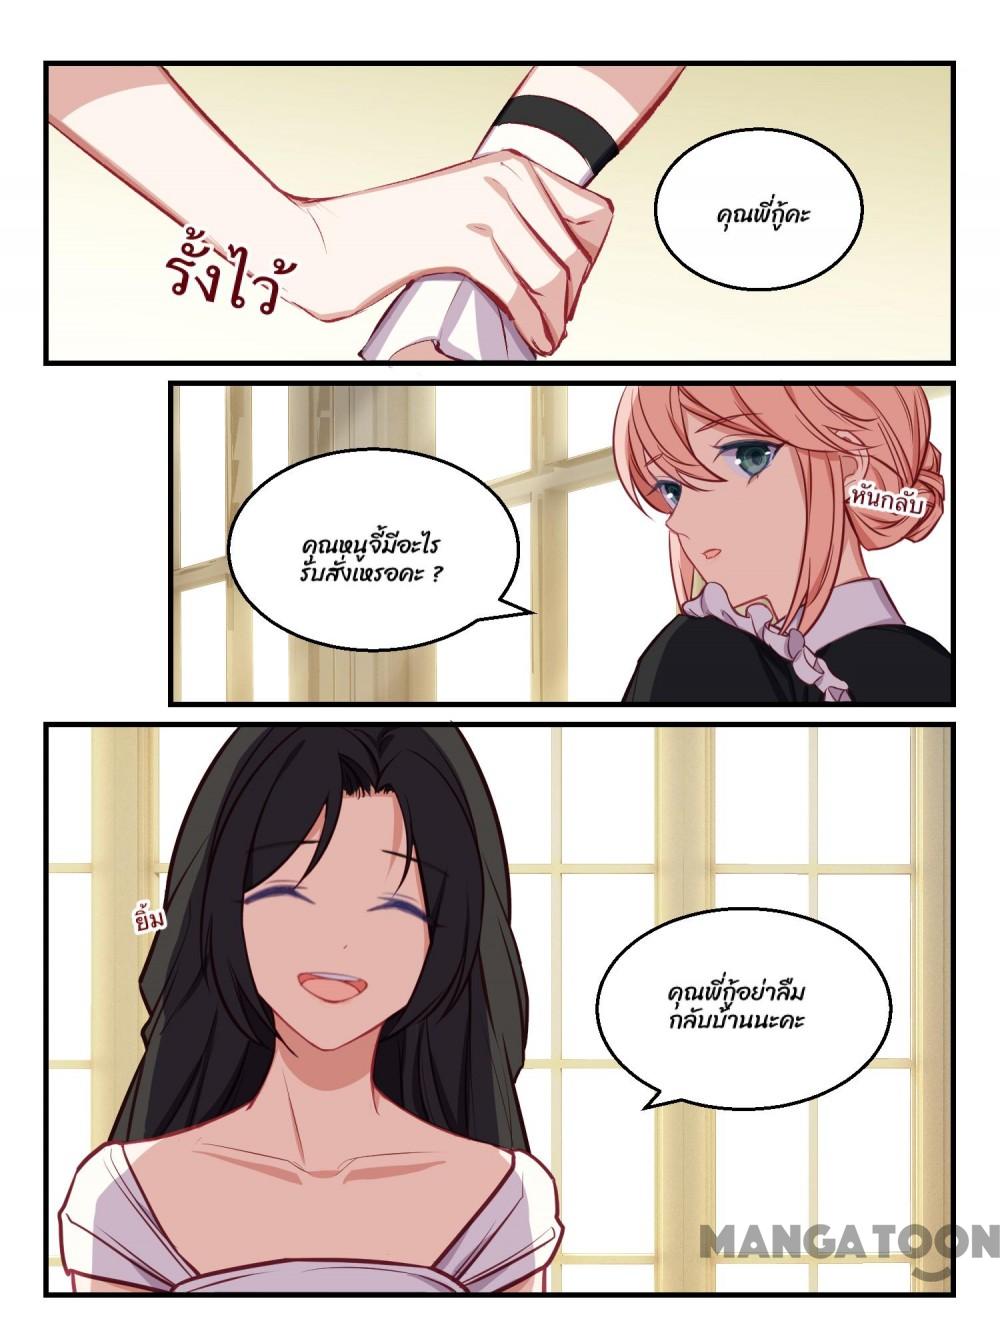 คุณพี่กู้คะ
รั้งไว้
คุณหนูจี้มีอะไร
รับสั่งเหรอคะ ?
หันกลับ
ยิ้ม
คุณพี่กู้อย่าลืม
กลับบ้านนะคะ
MANGATOON